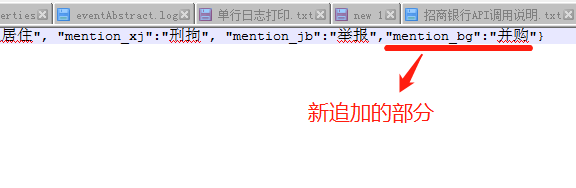 erties
eventAbstract.log
单行日志打印.txt
new 1
招商银行API调用说明.txt
居住", "mention_xj":"刑拘", "mention_jb":"举报","mention_bg":"并购"}
新追加的部分